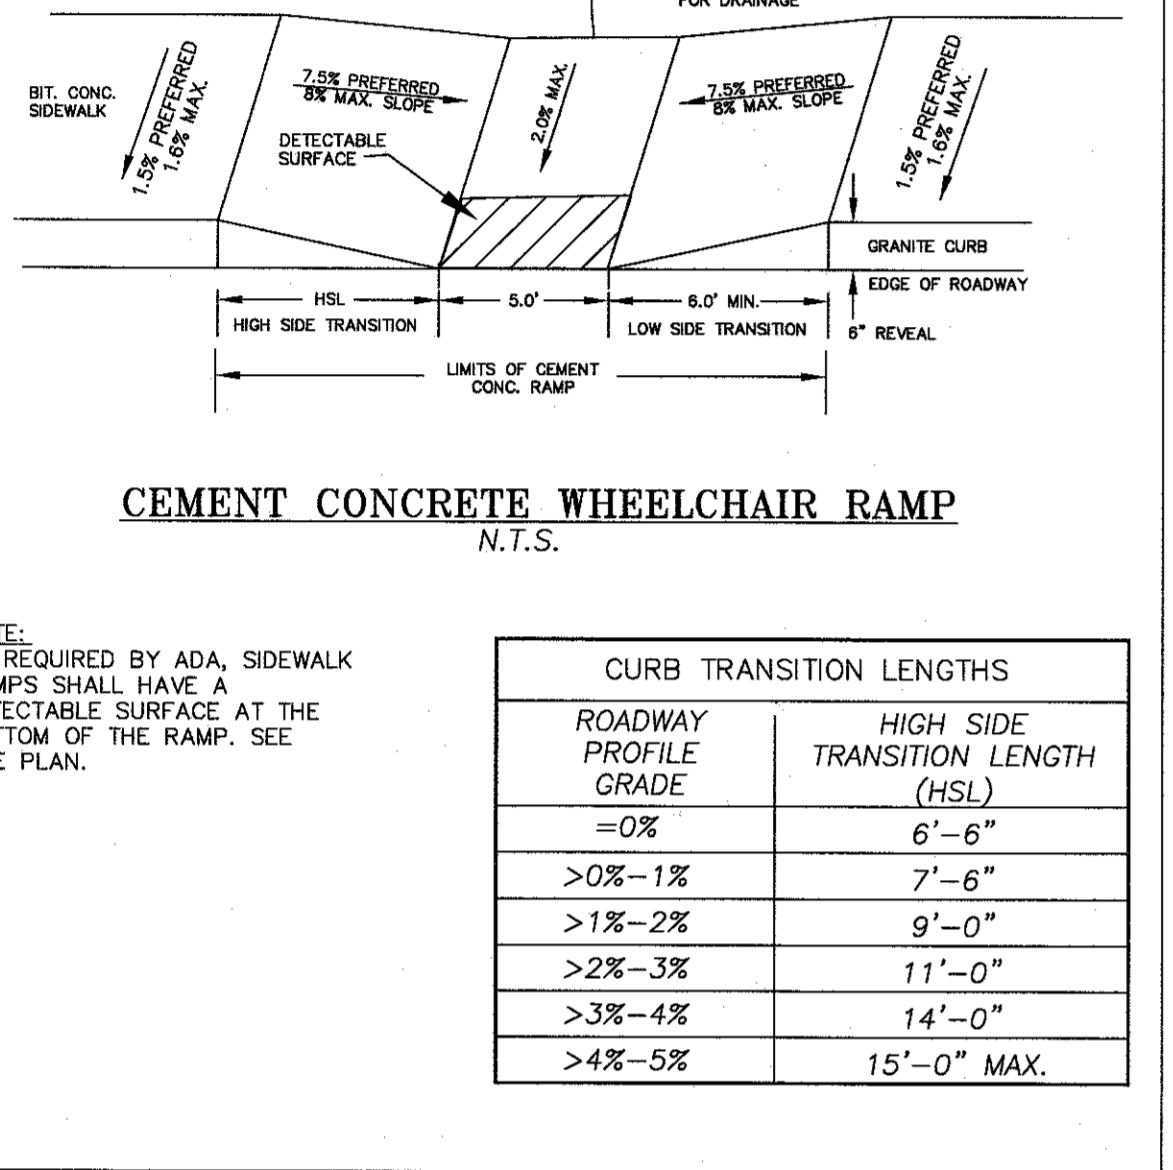 FOR DRAINAGE
BIT. CONC.
SIDEWALK
1.5% PREFERRED
1.6% MAX.
7.5% PREFERRED
8% MAX. SLOPE
2.0% MAX.
7.5% PREFERRED
8% MAX. SLOPE
1.5% PREFERRED
1.6% MAX.
DETECTABLE
SURFACE
GRANITE CURB
EDGE OF ROADWAY
HSL
HIGH SIDE TRANSITION
5.0'
6.0' MIN.
LOW SIDE TRANSITION
6" REVEAL
LIMITS OF CEMENT
CONC. RAMP
CEMENT CONCRETE WHEELCHAIR RAMP
N.T.S.
TE:
REQUIRED BY ADA, SIDEWALK
MPS SHALL HAVE A
TECTABLE SURFACE AT THE
TTOM OF THE RAMP. SEE
E PLAN.
CURB TRANSITION LENGTHS
ROADWAY
PROFILE
GRADE
HIGH SIDE
TRANSITION LENGTH
(HSL)
=0% 6'-6"
>0%-1% 7'-6"
>1%-2% 9'-0"
>2%-3% 11'-0"
>3%-4% 14'-0"
>4%-5% 15'-0" MAX.